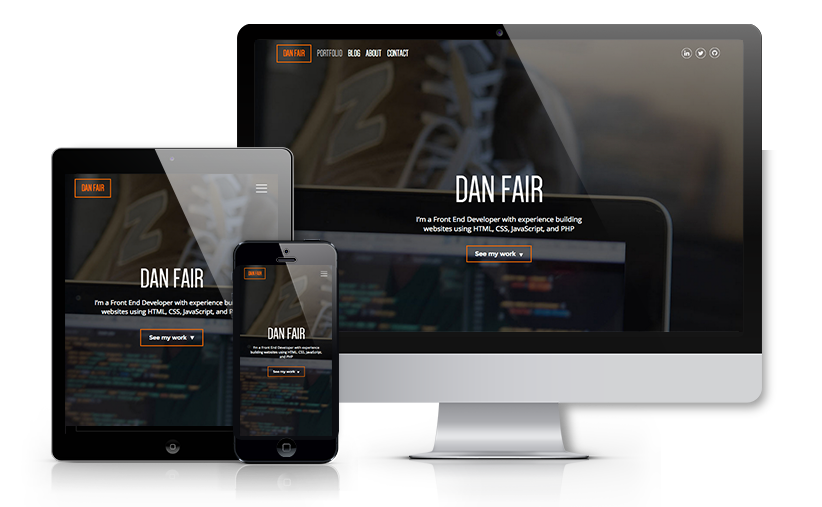 DAN FAIR PORTFOLIO BLOG ABOUT CONTACT
DAN FAIR
I'm a Front End Developer with experience building
websites using HTML, CSS, JavaScript, and PHP
See my work ▼
DAN FAIR
DAN FAIR
I'm a Front End Developer with experience bu
websites using HTML, CSS, JavaScript, and P
See my work ▼
DAN FAIR
DAN FAIR
I'm a Front End Developer with experience
building websites using HTML, CSS, JavaScript,
and PHP
See my work ▼